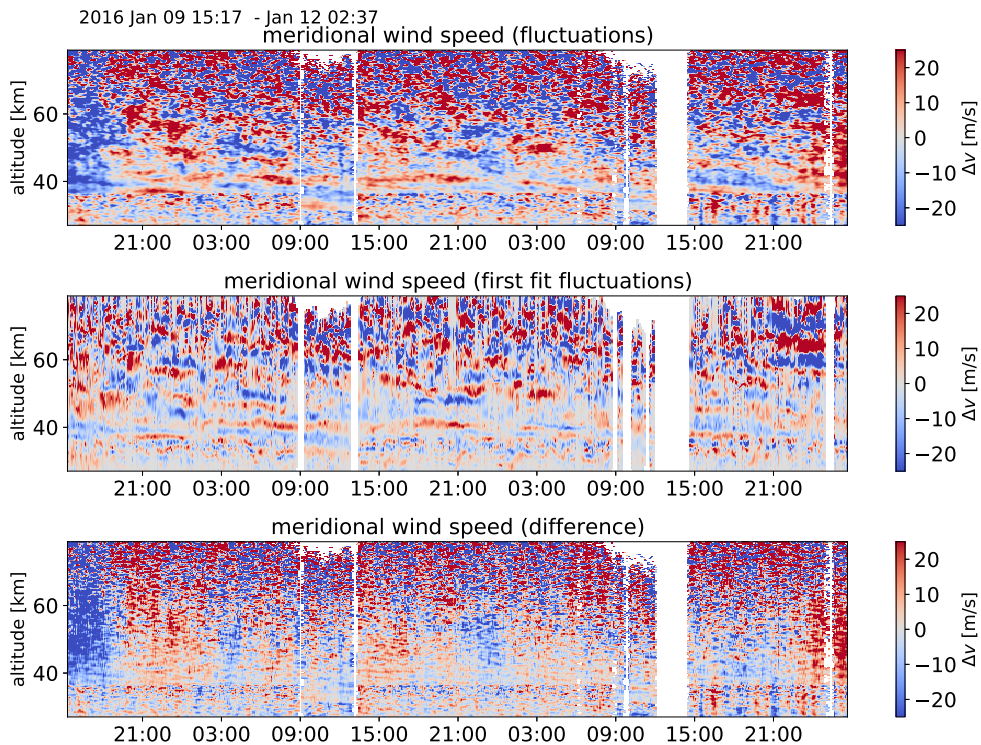 2016 Jan 09 15:17  - Jan 12 02:37
meridional wind speed (fluctuations)
altitude [km]
60
40
21:00 03:00 09:00 15:00 21:00 03:00 09:00 15:00 21:00
20
10
0
−10
−20
Δv [m/s]
meridional wind speed (first fit fluctuations)
altitude [km]
60
40
21:00 03:00 09:00 15:00 21:00 03:00 09:00 15:00 21:00
20
10
0
−10
−20
Δv [m/s]
meridional wind speed (difference)
altitude [km]
60
40
21:00 03:00 09:00 15:00 21:00 03:00 09:00 15:00 21:00
20
10
0
−10
−20
Δv [m/s]